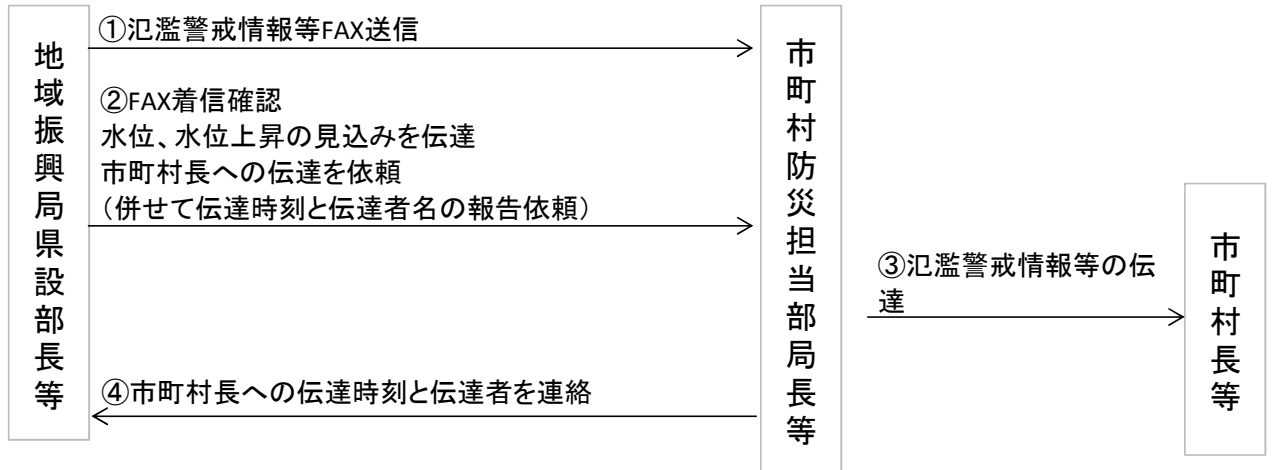 地域振興局県設部長等
①氾濫警戒情報等FAX送信
②FAX着信確認
水位、水位上昇の見込みを伝達
市町村長への伝達を依頼
（併せて伝達時刻と伝達者名の報告依頼）
④市町村長への伝達時刻と伝達者を連絡
市町村防災担当部局長等
③氾濫警戒情報等の伝
達
市町村長等